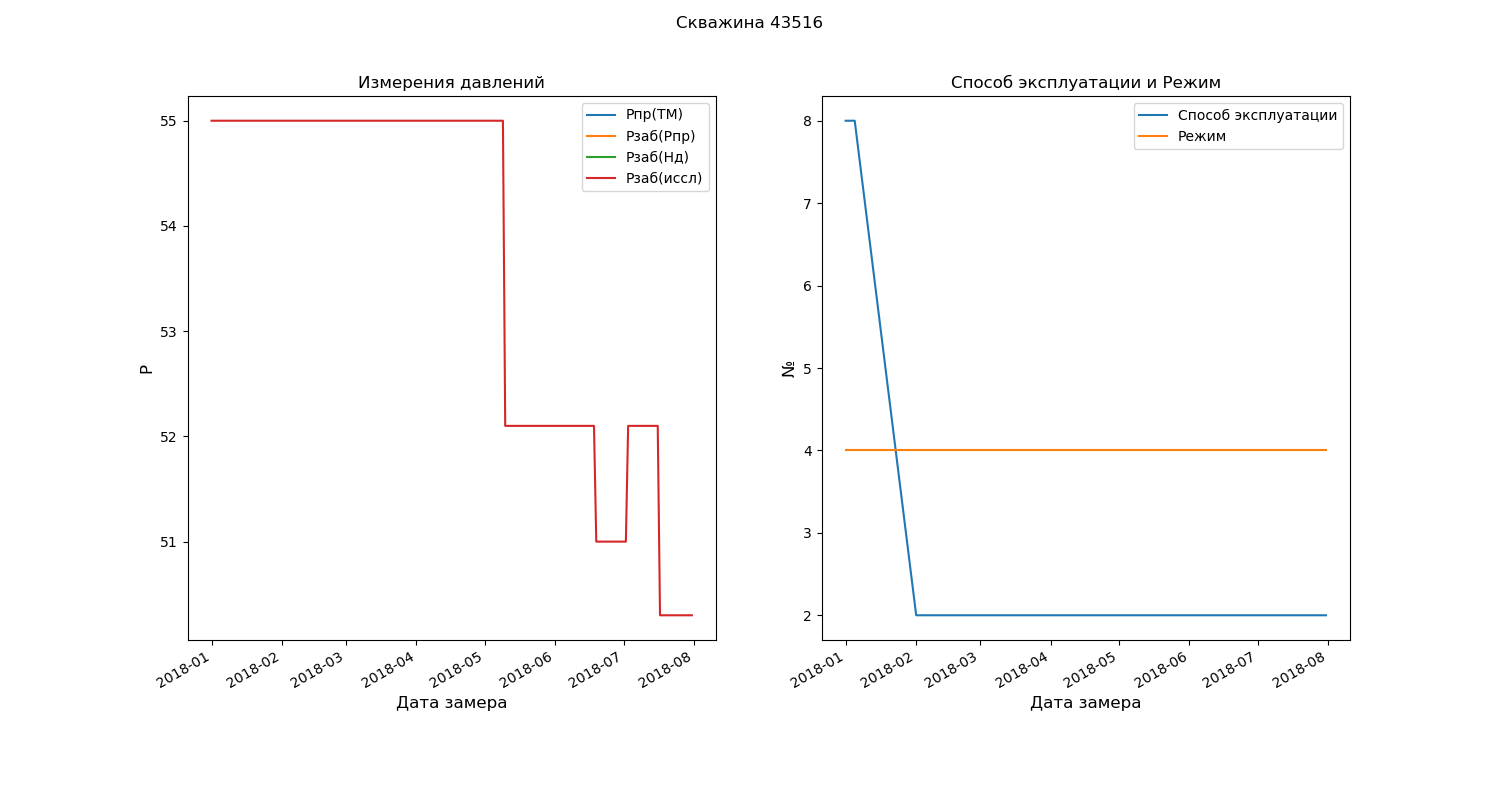 Скважина 43516
Измерения давлений
Рпр(ТМ)
Рзаб(Рпр)
Рзаб(Нд)
Рзаб(иссл)
55
54
53
52
51
P
2018-01
2018-02
2018-03
2018-04
2018-05
2018-06
2018-07
2018-08
Дата замера
Способ эксплуатации и Режим
Способ эксплуатации
Режим
8
7
6
5
4
3
2
№
2018-01
2018-02
2018-03
2018-04
2018-05
2018-06
2018-07
2018-08
Дата замера